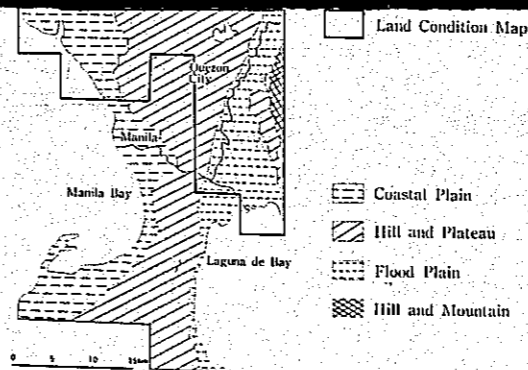 Land Condition Map
Quezon
City
Manila
Manila Bay
Laguna de Bay
Coastal Plain
Hill and Plateau
Flood Plain
Hill and Mountain
0 5 10 15km